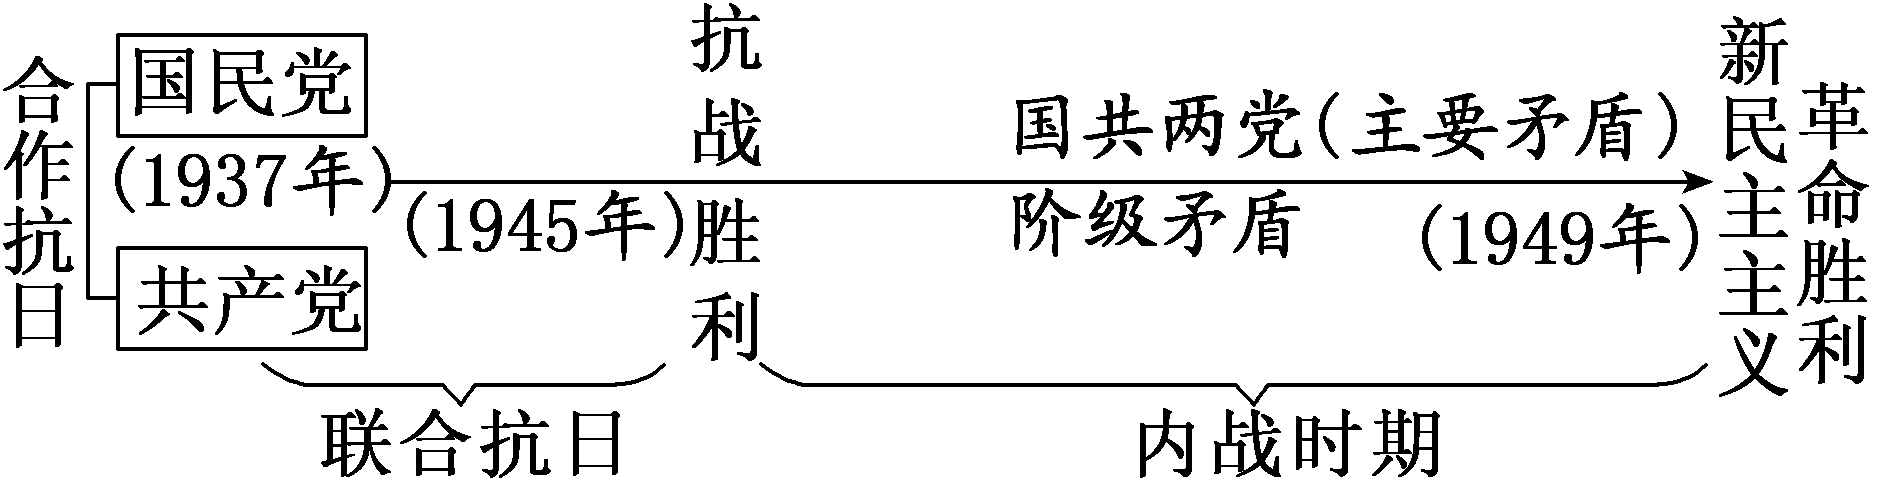 合作抗日
国民党
(1937年)
共产党
(1945年)
抗战胜利
国共两党(主要矛盾)
阶级矛盾
(1949年)
新民主主义
革命胜利
联合抗日
内战时期